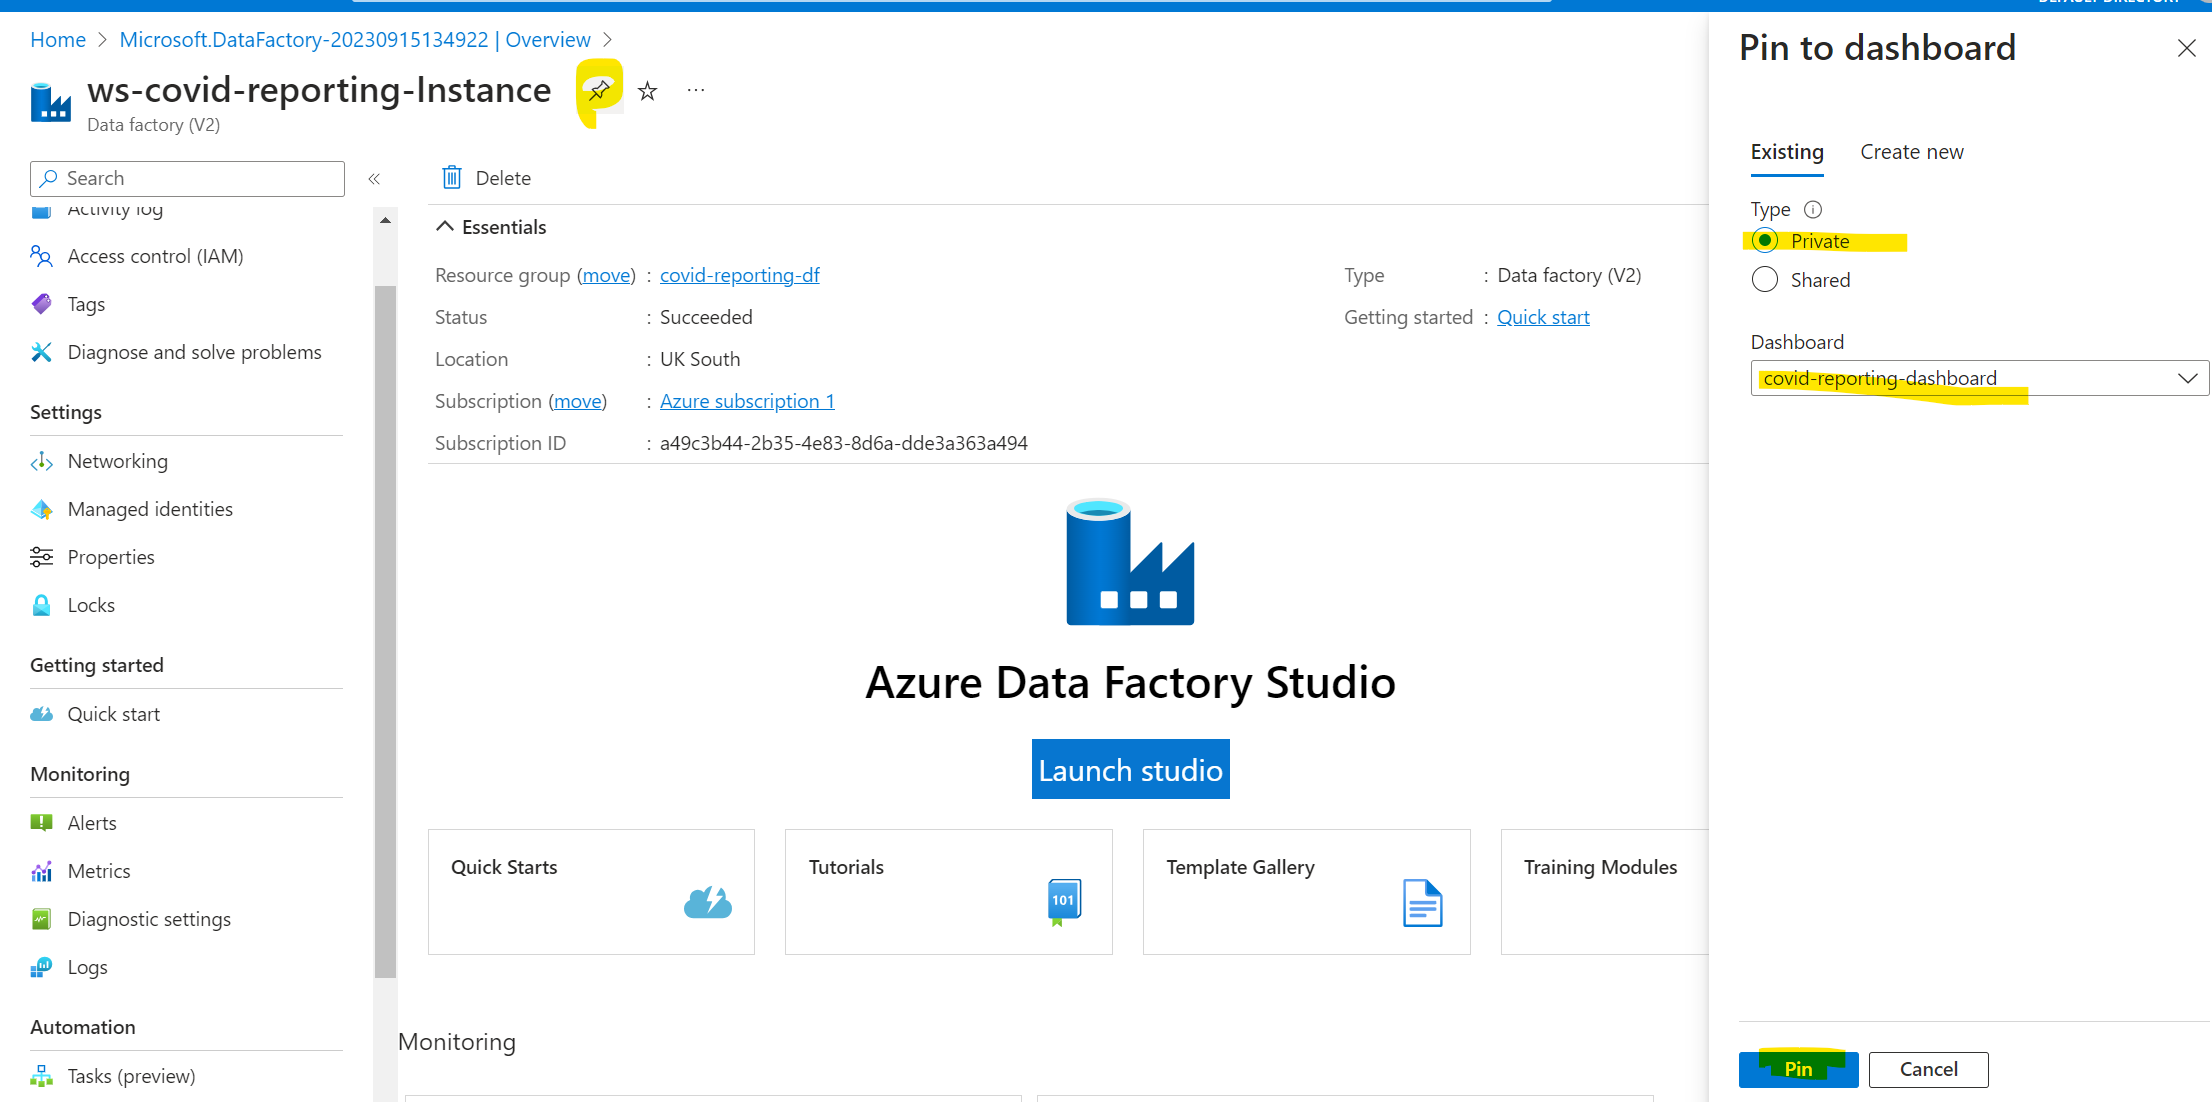 DEFAULT DIRECTORY
Home > Microsoft.DataFactory-20230915134922 | Overview >
ws-covid-reporting-Instance
Data factory (V2)
Search
Activity log
Access control (IAM)
Tags
Diagnose and solve problems
Settings
Networking
Managed identities
Properties
Locks
Getting started
Quick start
Monitoring
Alerts
Metrics
Diagnostic settings
Logs
Automation
Tasks (preview)
Delete
Essentials
Resource group (move) : covid-reporting-df
Status : Succeeded
Location : UK South
Subscription (move) : Azure subscription 1
Subscription ID : a49c3b44-2b35-4e83-8d6a-dde3a363a494
Type : Data factory (V2)
Getting started : Quick start
Azure Data Factory Studio
Launch studio
Quick Starts
Tutorials
101
Template Gallery
Training Modules
Monitoring
Pin to dashboard
Existing
Create new
Type
Private
Shared
Dashboard
covid-reporting-dashboard
Pin
Cancel